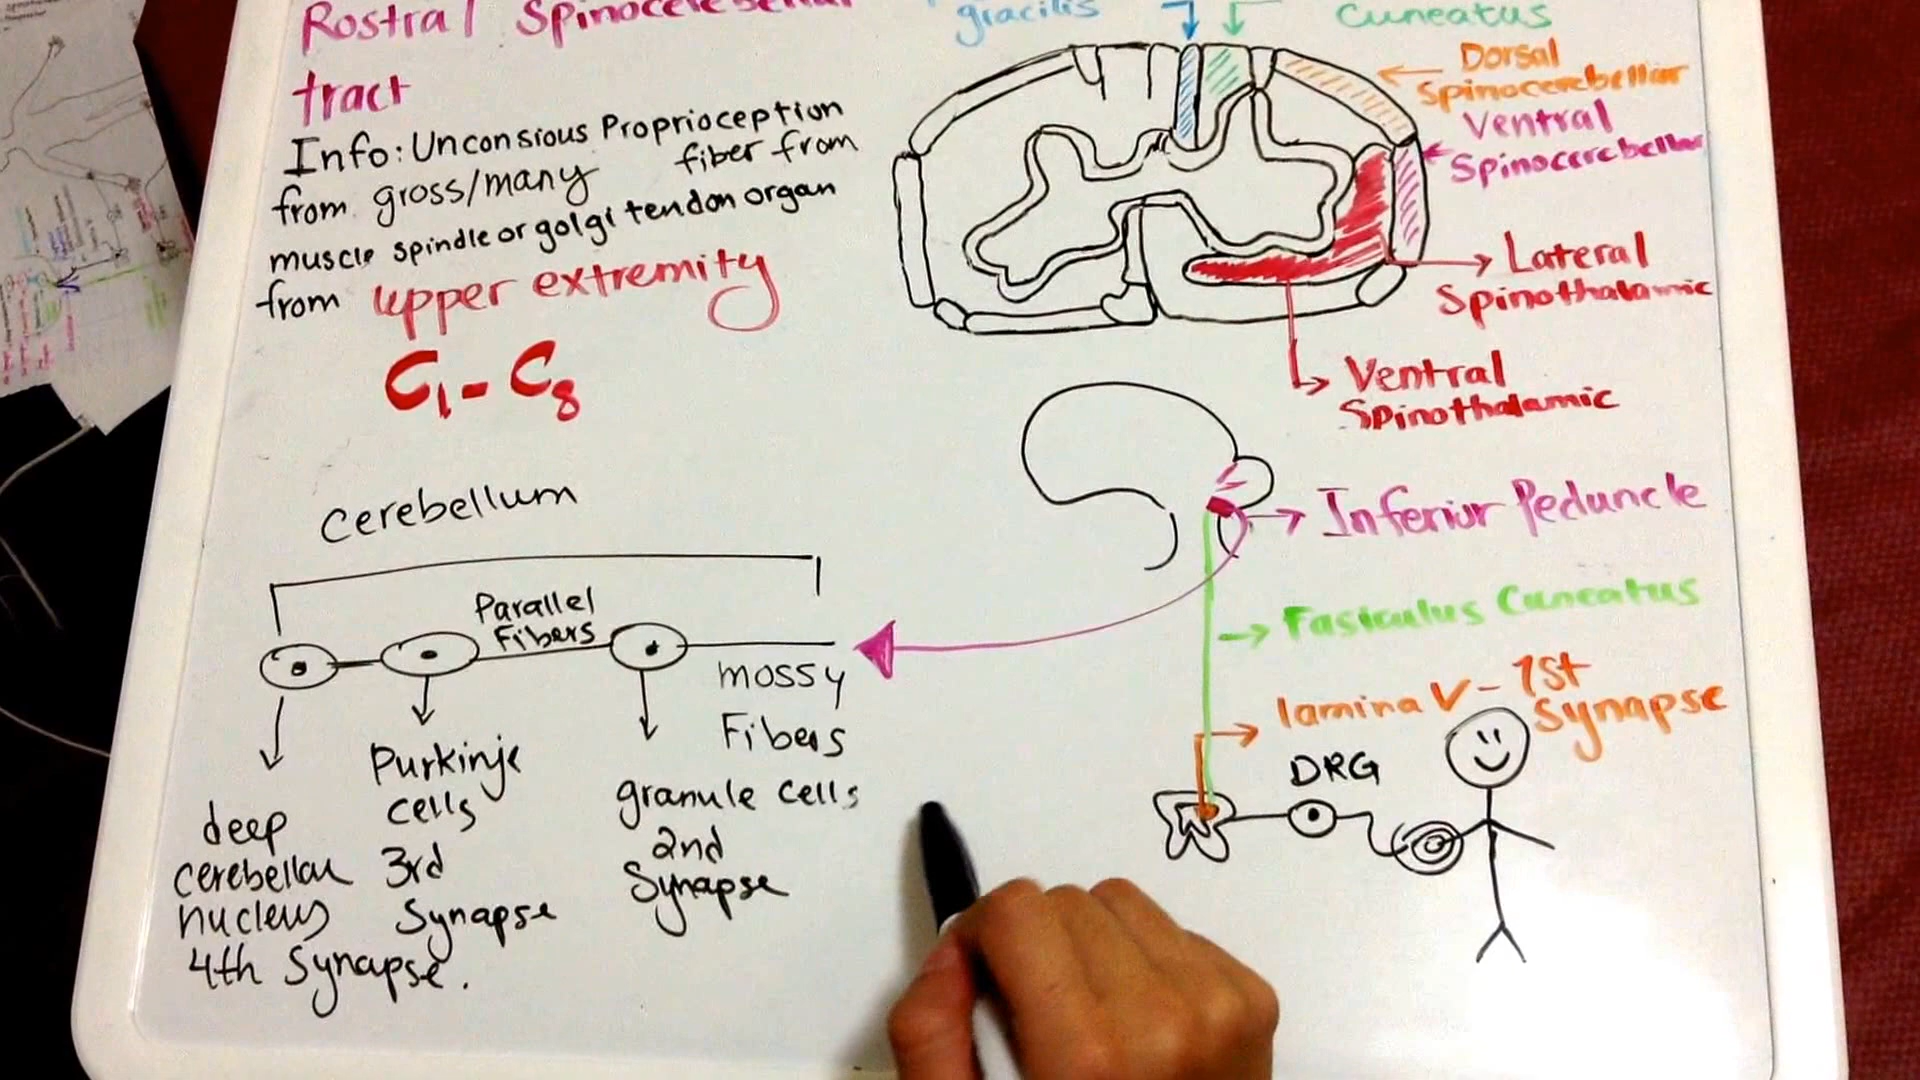 Rostral Spinocerebellar
tract
Info: Unconsious Proprioception
from gross/many fiber from
muscle spindle or golgi tendon organ
from upper extremity
C1 - C8
gracilis
Cuneatus
Dorsal
Spinocerebellar
Ventral
Spinocerebellar
Lateral
Spinothalamic
Ventral
Spinothalamic
Inferior Peduncle
Fasiculus Cuneatus
lamina V - 1st
Synapse
DRG
Cerebellum
Parallel
Fibers
mossy
Fibers
granule cells
2nd
Synapse
Purkinje
cells
3rd
Synapse
deep
cerebellar
nucleus
4th Synapse.